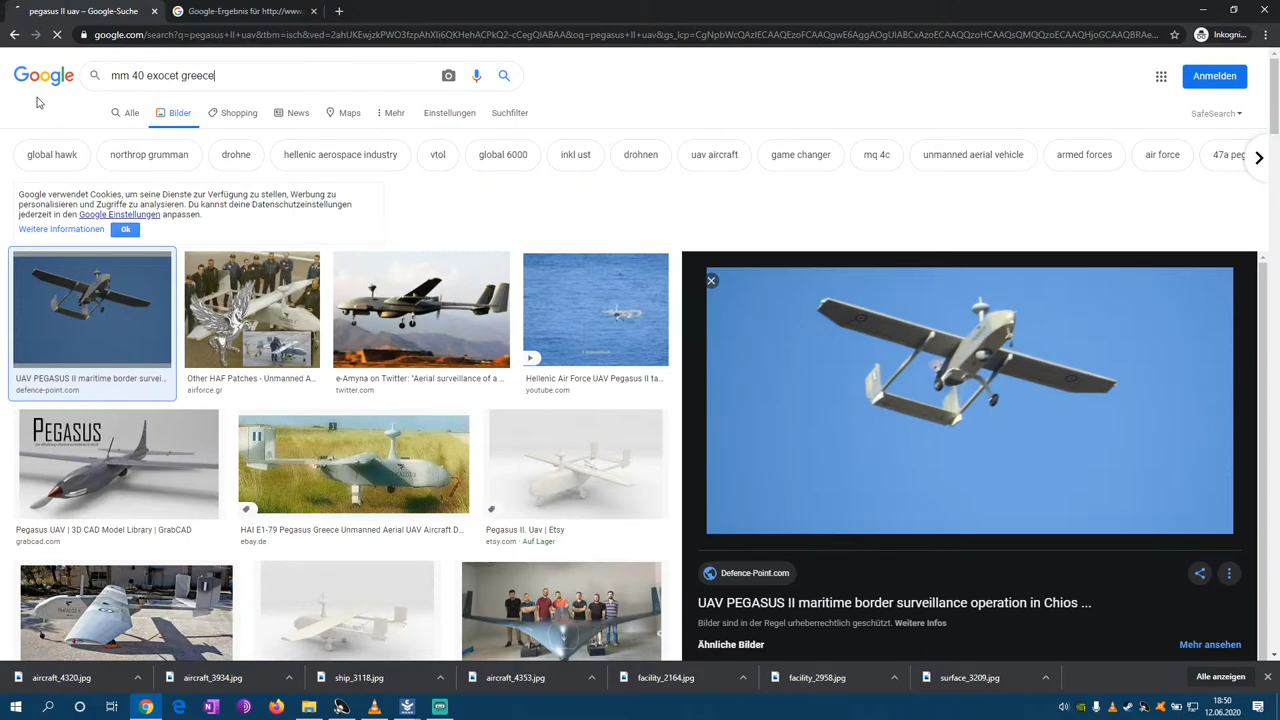 pegasus II uav – Google-Suche
Google-Ergebnis für http://www.
google.com/search?q=pegasus+II+uav&tbm=isch&ved=2ahUKEwjzkPWO3fzpAhXIi6QKHehACPkQ2-cCegQIABAA&oq=pegasus+II+uav&gs_lcp=
Inkogni...
Google
mm 40 exocet greece
Anmelden
Alle
Bilder
Shopping
News
Maps
Mehr
Einstellungen
Suchfilter
SafeSearch
global hawk
northrop grumman
drohne
hellenic aerospace industry
vtol
global 6000
inkl ust
drohnen
uav aircraft
game changer
mq 4c
unmanned aerial vehicle
armed forces
air force
47a peg
Google verwendet Cookies, um seine Dienste zur Verfügung zu stellen, Werbung zu
personalisieren und Zugriffe zu analysieren. Du kannst deine Datenschutzeinstellungen
jederzeit in den Google Einstellungen anpassen.
Weitere Informationen
Ok
UAV PEGASUS II maritime border survei...
defence-point.com
Other HAF Patches - Unmanned A...
airforce.gr
e-Amyna on Twitter: "Aerial surveillance of a ...
twitter.com
Hellenic Air Force UAV Pegasus II ta...
youtube.com
PEGASUS
Pegasus UAV | 3D CAD Model Library | GrabCAD
grabcad.com
HAI E1-79 Pegasus Greece Unmanned Aerial UAV Aircraft D...
ebay.de
Pegasus II. Uav | Etsy
etsy.com · Auf Lager
Defence-Point.com
UAV PEGASUS II maritime border surveillance operation in Chios ...
Bilder sind in der Regel urheberrechtlich geschützt. Weitere Infos
Ähnliche Bilder
Mehr ansehen
aircraft_4320.jpg
aircraft_3934.jpg
ship_3118.jpg
aircraft_4353.jpg
facility_2164.jpg
facility_2958.jpg
surface_3209.jpg
Alle anzeigen
18:50
12.06.2020